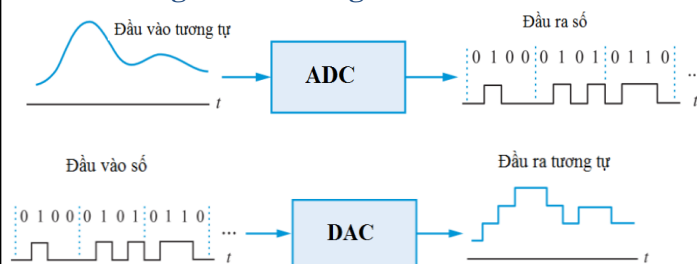 Đầu vào tương tự
Đầu ra số
ADC
0 1 0 0 0 1 0 1 0 1 1 0
...
t
t
Đầu vào số
Đầu ra tương tự
0 1 0 0 0 1 0 1 0 1 1 0
...
DAC
t
t